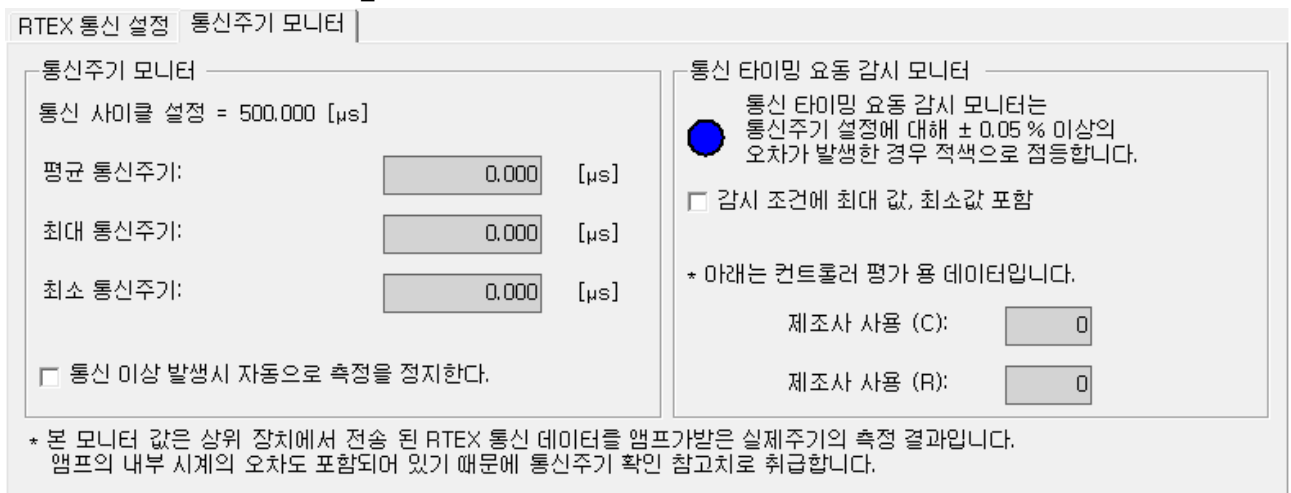 RTEX 통신 설정 통신주기 모니터
통신주기 모니터
통신 사이클 설정 = 500.000 [μs]
평균 통신주기: 0.000 [μs]
최대 통신주기: 0.000 [μs]
최소 통신주기: 0.000 [μs]
통신 이상 발생시 자동으로 측정을 정지한다.
통신 타이밍 요동 감시 모니터
통신 타이밍 요동 감시 모니터는
통신주기 설정에 대해 ± 0.05 % 이상의
오차가 발생한 경우 적색으로 점등합니다.
감시 조건에 최대 값, 최소값 포함
* 아래는 컨트롤러 평가 용 데이터입니다.
제조사 사용 (C): 0
제조사 사용 (R): 0
* 본 모니터 값은 상위 장치에서 전송 된 RTEX 통신 데이터를 앰프가받은 실제주기의 측정 결과입니다.
앰프의 내부 시계의 오차도 포함되어 있기 때문에 통신주기 확인 참고치로 취급합니다.